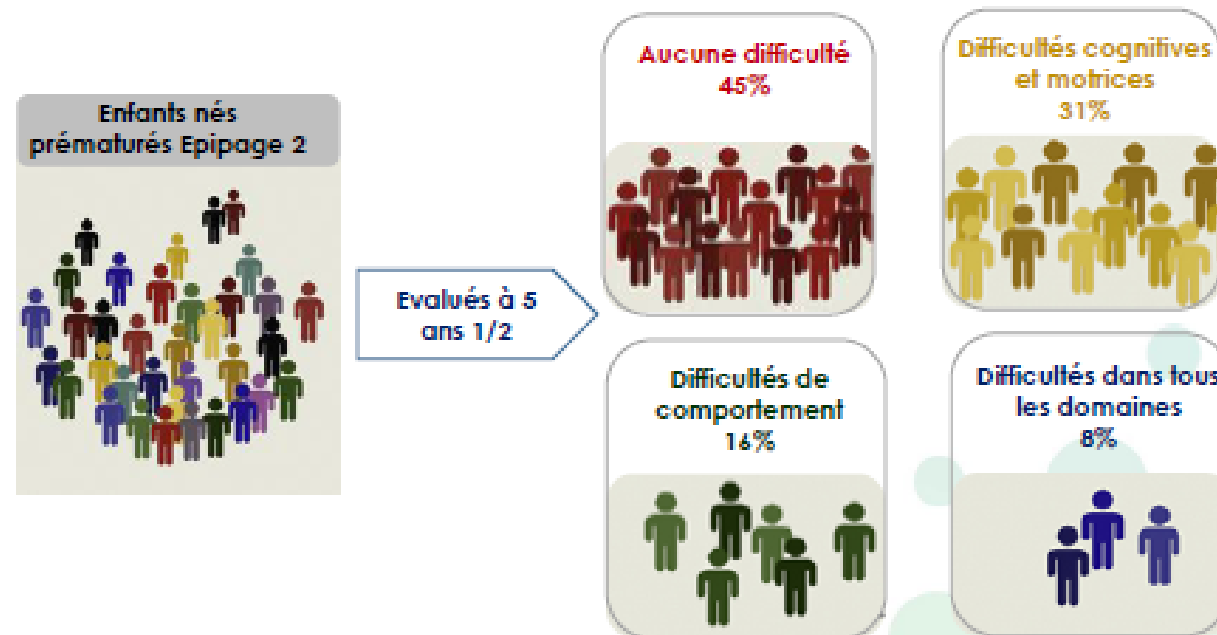 Enfants nés
prématurés Epipage 2
Evalués à 5
ans 1/2
Aucune difficulté
45%
Difficultés cognitives
et motrices
31%
Difficultés de
comportement
16%
Difficultés dans tous
les domaines
8%